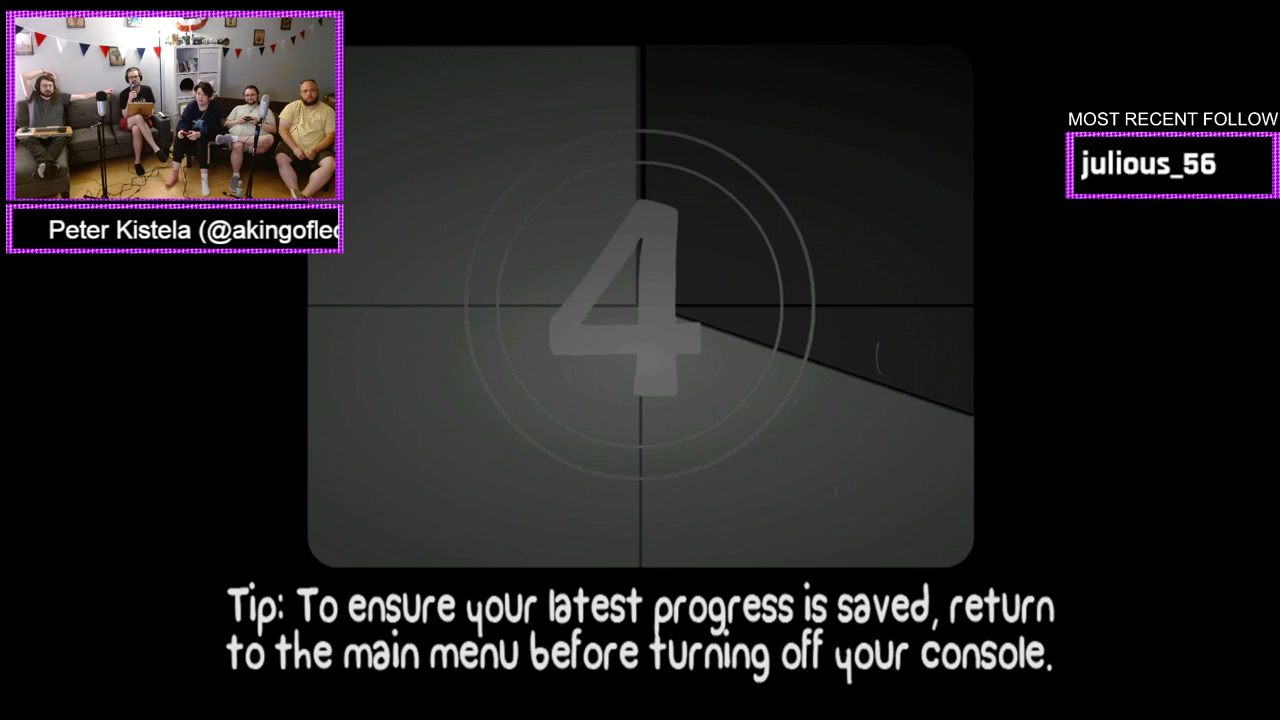 MOST RECENT FOLLOW
julious_56
Peter Kistela (@akingofle
4
Tip: To ensure your latest progress is saved, return
to the main menu before turning off your console.